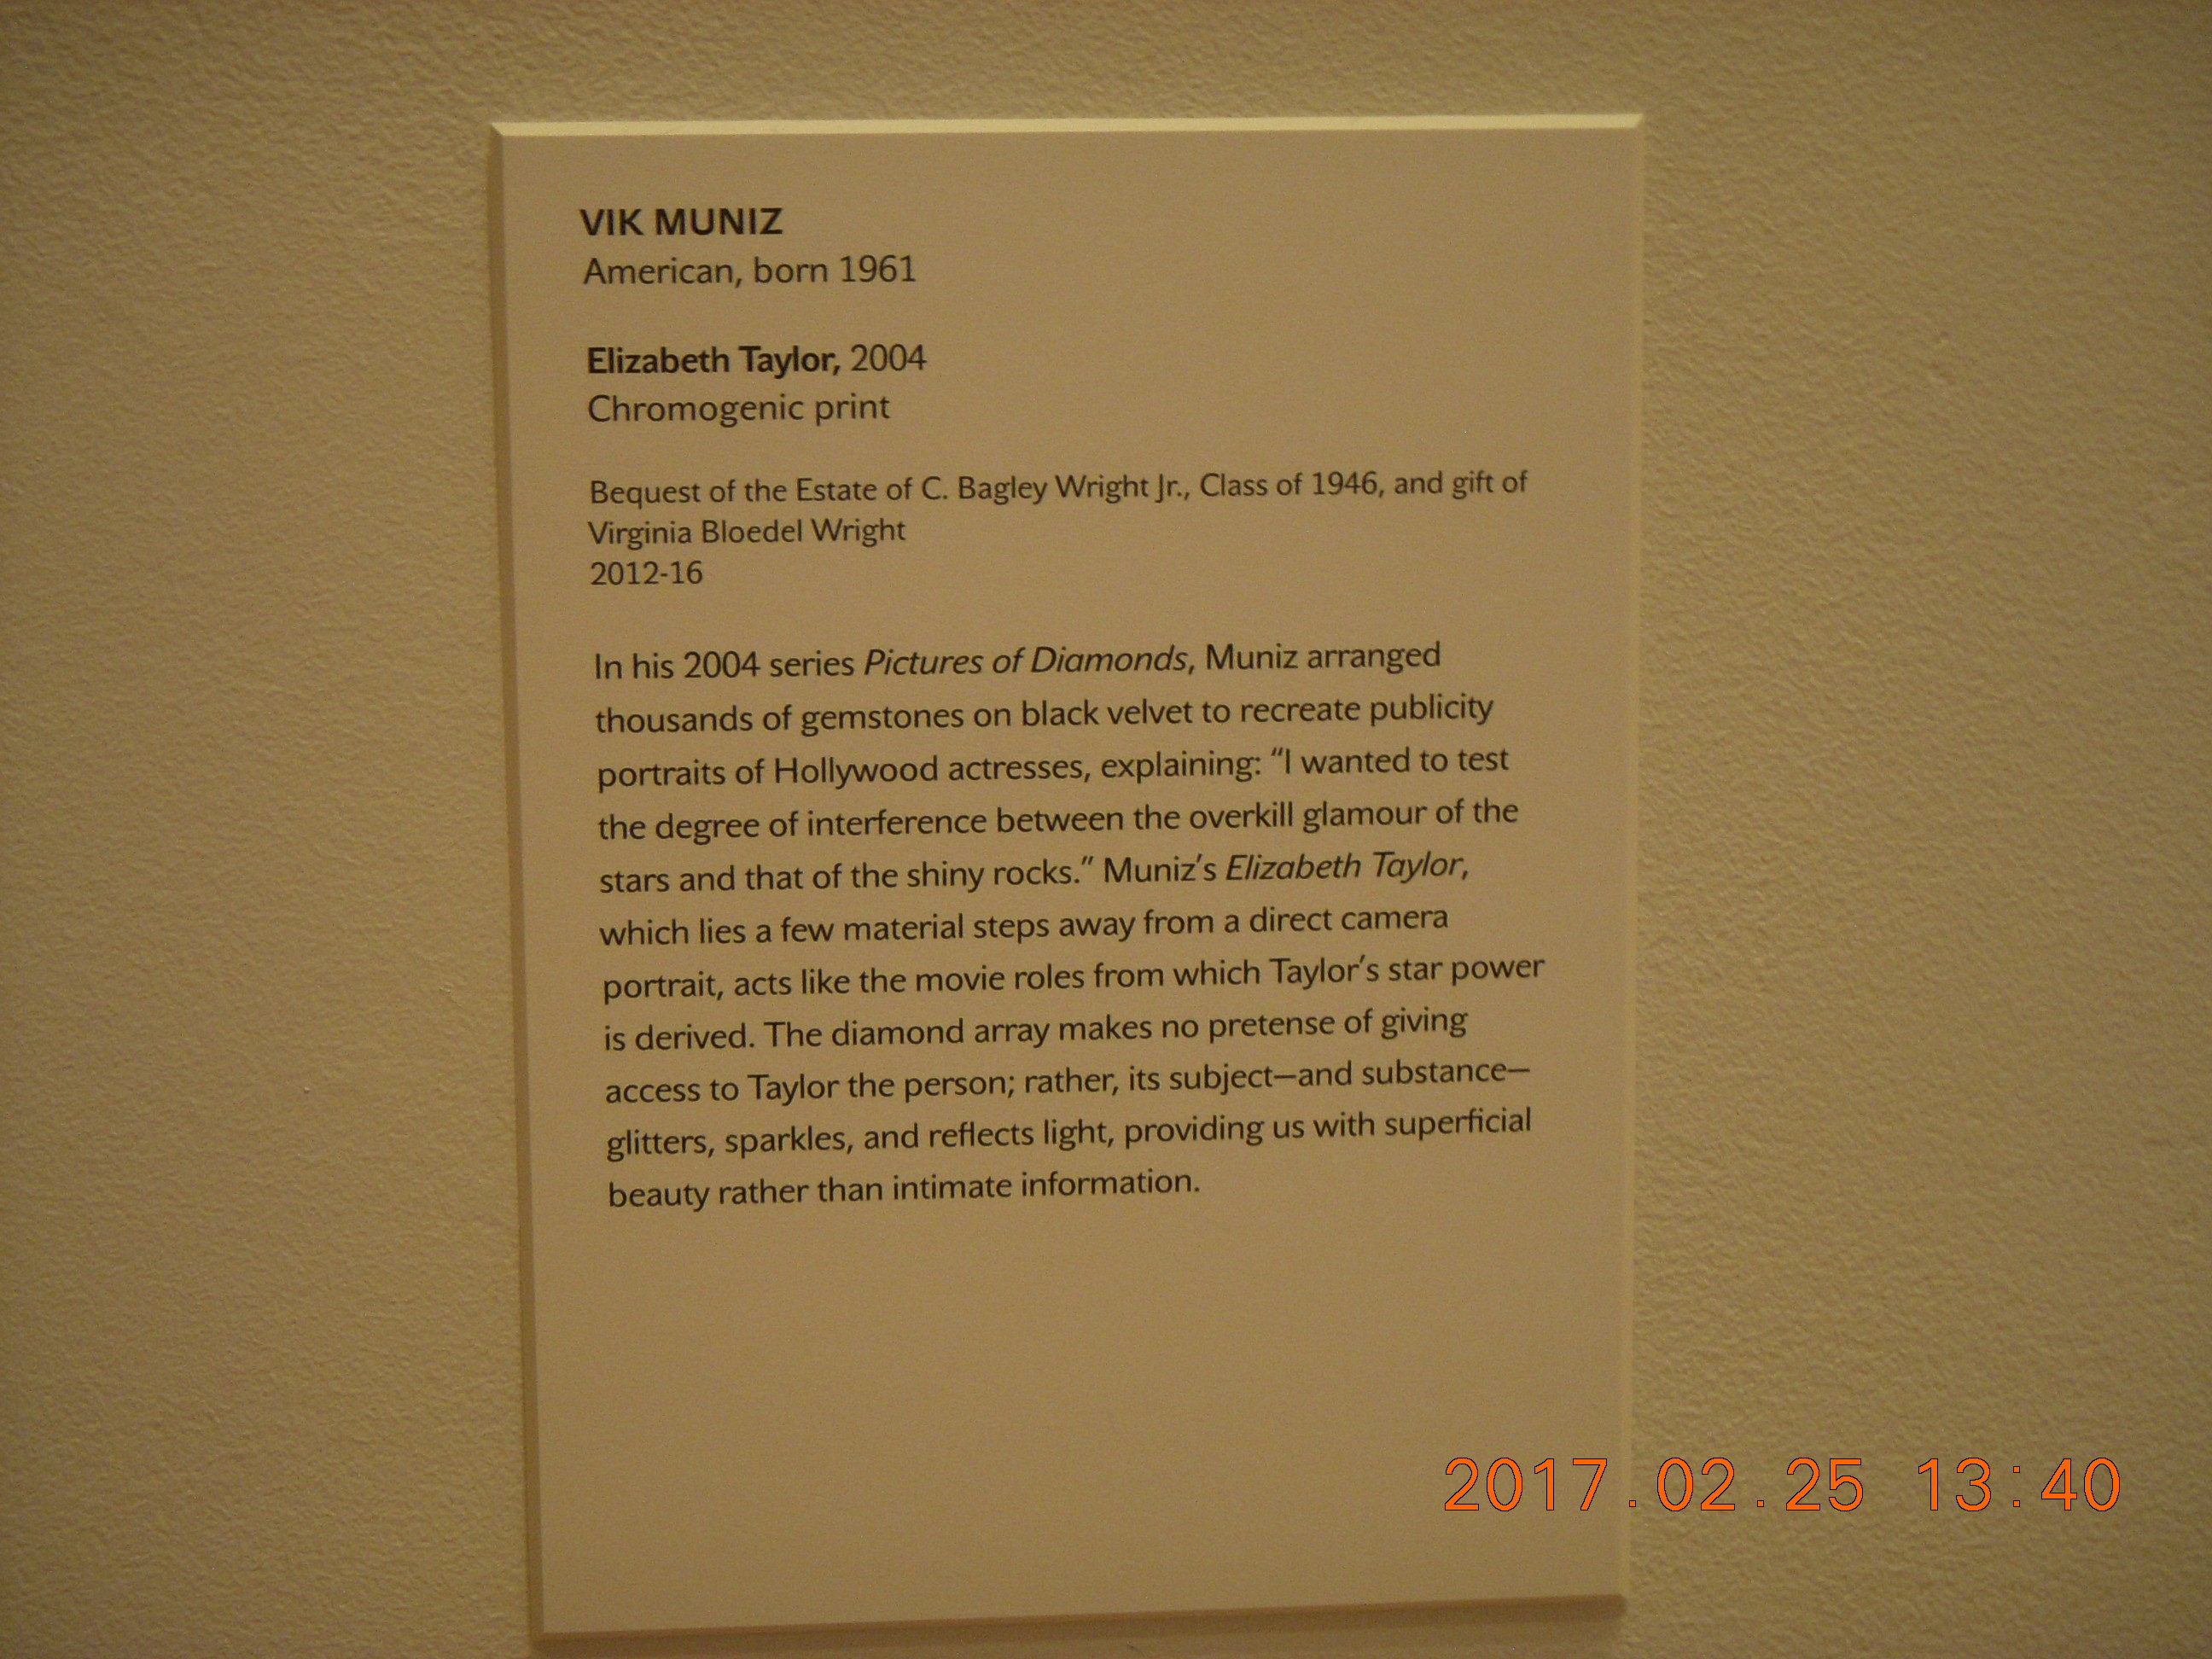 VIK MUNIZ
American, born 1961
Elizabeth Taylor, 2004
Chromogenic print
Bequest of the Estate of C. Bagley Wright Jr., Class of 1946, and gift of
Virginia Bloedel Wright
2012-16
In his 2004 series Pictures of Diamonds, Muniz arranged
thousands of gemstones on black velvet to recreate publicity
portraits of Hollywood actresses, explaining: “I wanted to test
the degree of interference between the overkill glamour of the
stars and that of the shiny rocks.” Muniz’s Elizabeth Taylor,
which lies a few material steps away from a direct camera
portrait, acts like the movie roles from which Taylor’s star power
is derived. The diamond array makes no pretense of giving
access to Taylor the person; rather, its subject—and substance—
glitters, sparkles, and reflects light, providing us with superficial
beauty rather than intimate information.
2017.02.25 13:40